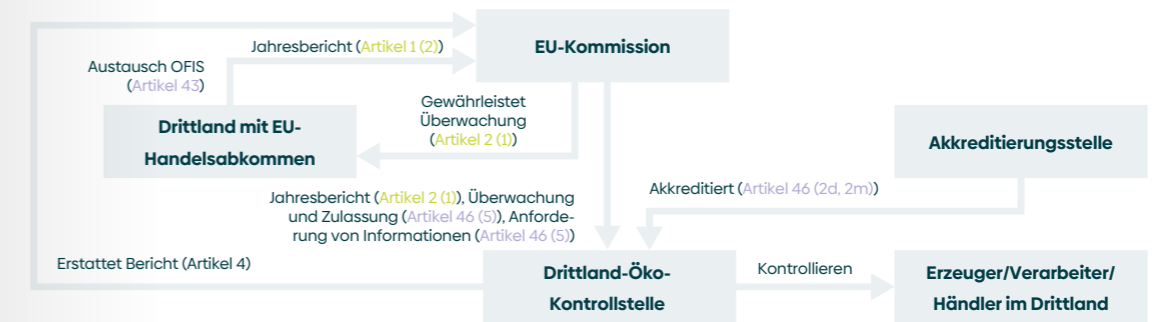 EU-Kommission
Jahresbericht (Artikel 1 (2))
Austausch OFIS
(Artikel 43)
Gewährleistet
Überwachung
(Artikel 2 (1))
Drittland mit EU-
Handelsabkommen
Akkreditierungsstelle
Akkreditiert (Artikel 46 (2d, 2m))
Jahresbericht (Artikel 2 (1)), Überwachung
und Zulassung (Artikel 46 (5)), Anforde-
rung von Informationen (Artikel 46 (5))
Erstattet Bericht (Artikel 4)
Drittland-Öko-
Kontrollstelle
Kontrollieren
Erzeuger/Verarbeiter/
Händler im Drittland